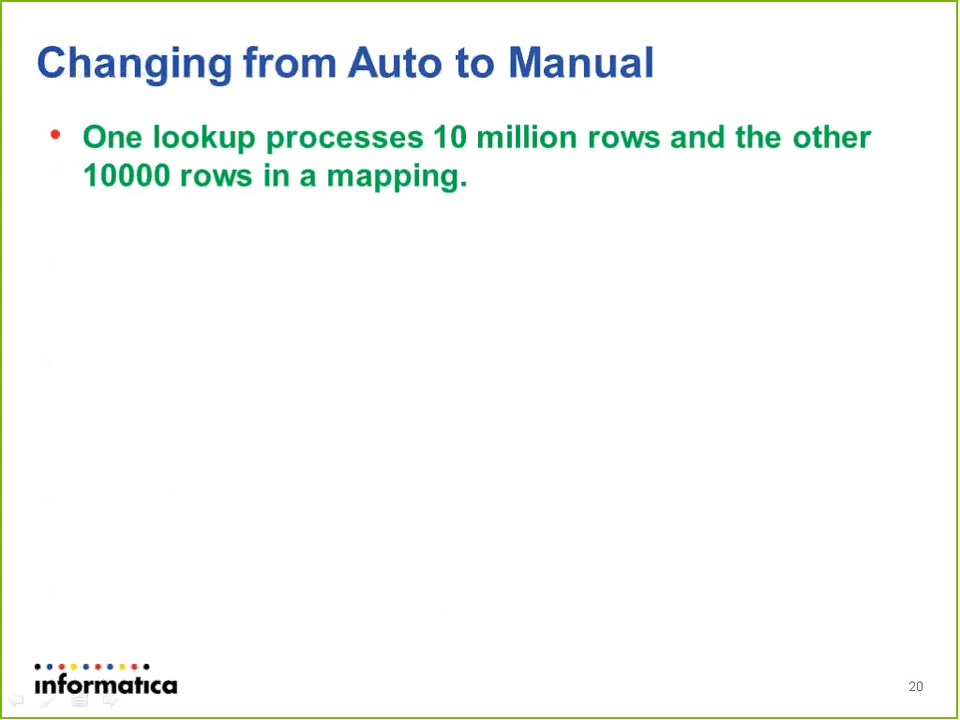 Changing from Auto to Manual
• One lookup processes 10 million rows and the other
10000 rows in a mapping.
informatica
20